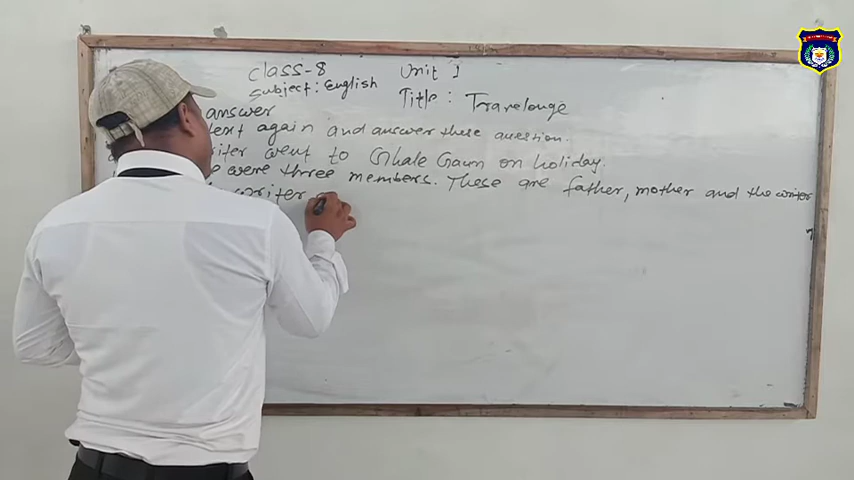 Class-8 Unit 1
Subject: English Title: Travelouge
answer
text again and answer these question.
riter went to Ghale Gaun on holiday.
e were three members. These are father, mother and the writer
writer